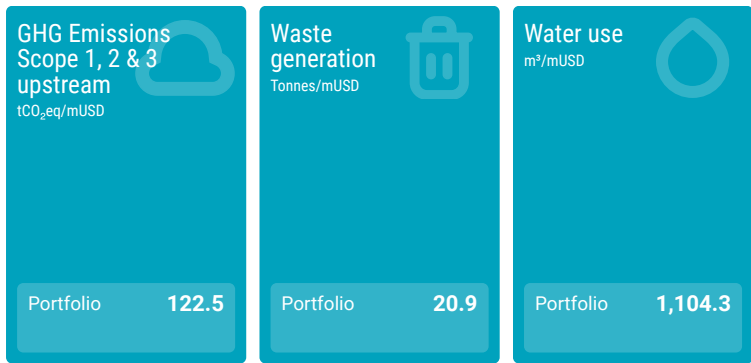 GHG Emissions
Scope 1, 2 & 3
upstream
tCO₂eq/mUSD
Portfolio 122.5
Waste
generation
Tonnes/mUSD
Portfolio 20.9
Water use
m³/mUSD
Portfolio 1,104.3